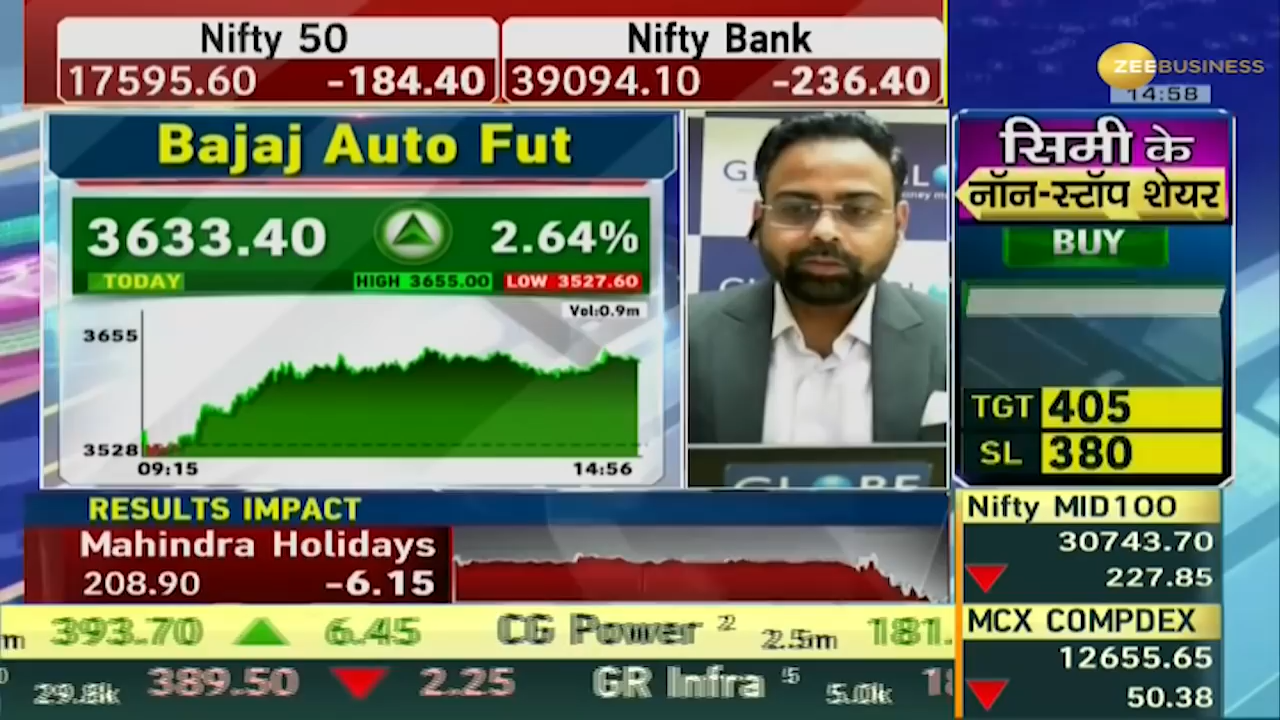 Nifty 50
17595.60 -184.40
Nifty Bank
39094.10 -236.40
ZEEBUSINESS
14:58
Bajaj Auto Fut
3633.40 2.64%
TODAY HIGH 3655.00 LOW 3527.60
Vol:0.9m
3655
3528
09:15 14:56
GLOBE
सिमी के
नॉन-स्टॉप शेयर
BUY
TGT 405
SL 380
RESULTS IMPACT
Mahindra Holidays
208.90 -6.15
Nifty MID100
30743.70
227.85
MCX COMPDEX
12655.65
50.38
393.70 6.45 CG Power 2 2.5m 181.
29.8k 389.50 2.25 GR Infra 5 5.0k